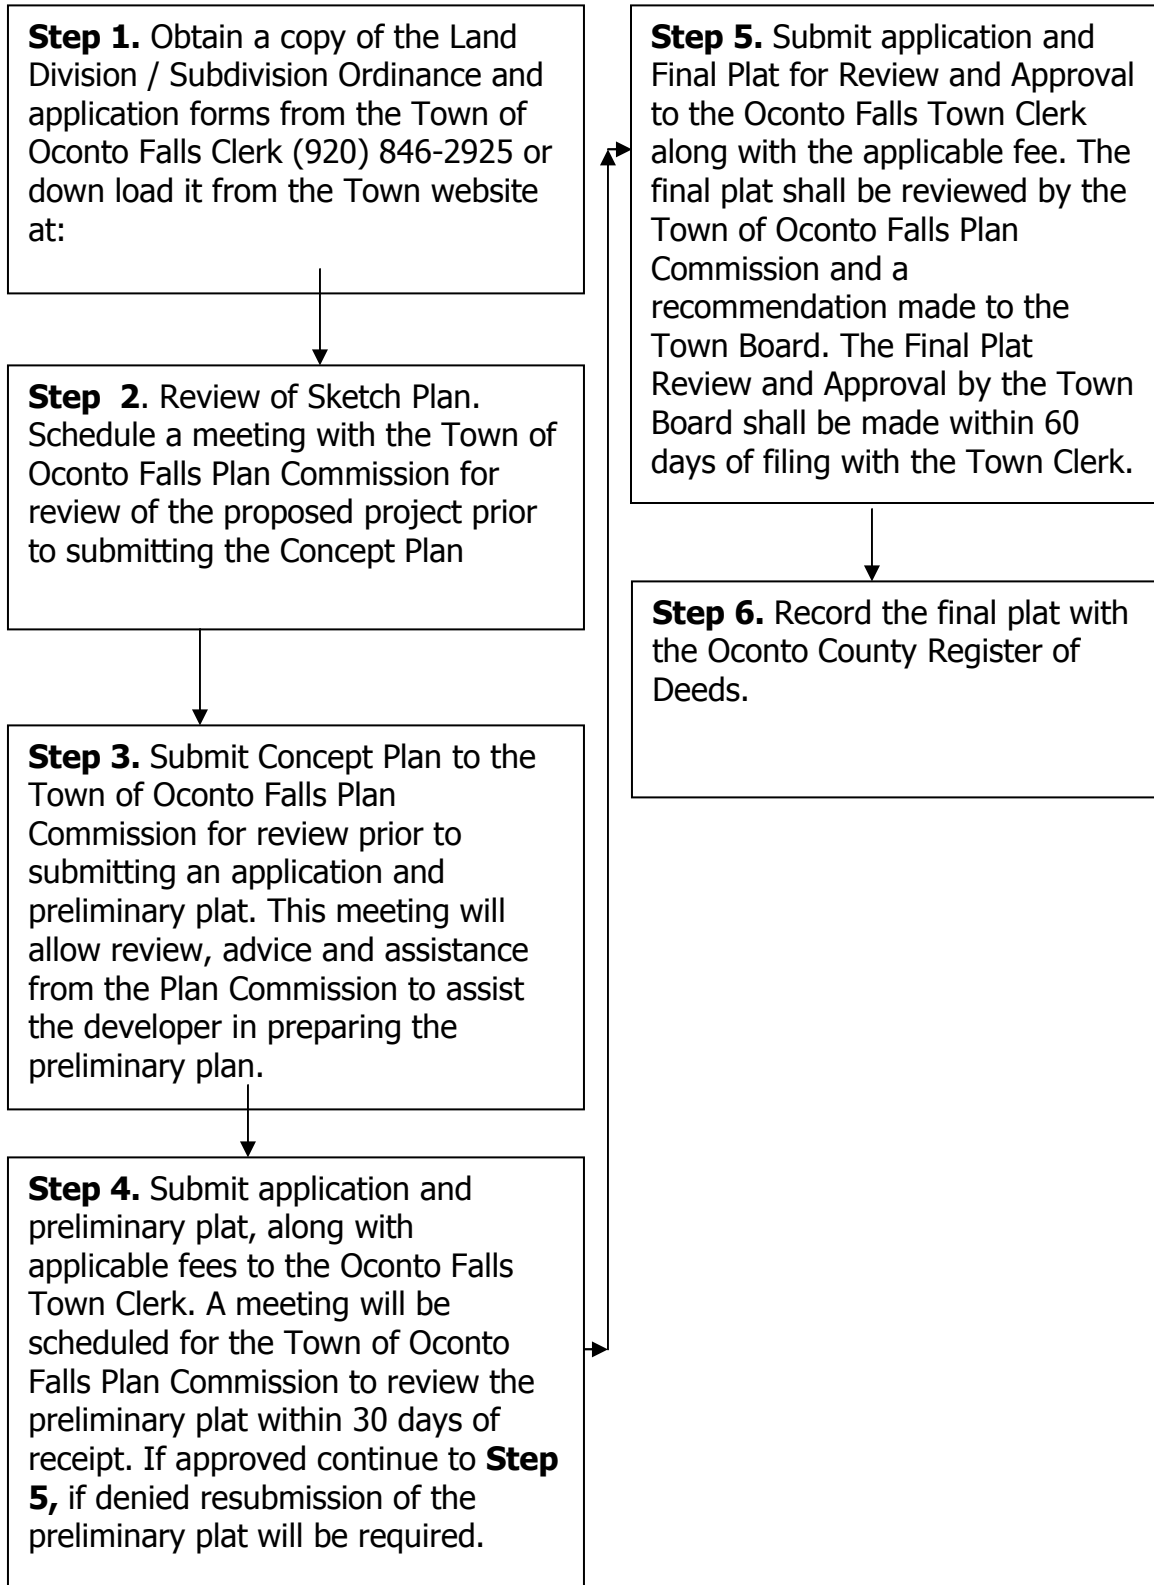 Step 1. Obtain a copy of the Land
Division / Subdivision Ordinance and
application forms from the Town of
Oconto Falls Clerk (920) 846-2925 or
down load it from the Town website
at:
Step 2. Review of Sketch Plan.
Schedule a meeting with the Town of
Oconto Falls Plan Commission for
review of the proposed project prior
to submitting the Concept Plan
Step 3. Submit Concept Plan to the
Town of Oconto Falls Plan
Commission for review prior to
submitting an application and
preliminary plat. This meeting will
allow review, advice and assistance
from the Plan Commission to assist
the developer in preparing the
preliminary plan.
Step 4. Submit application and
preliminary plat, along with
applicable fees to the Oconto Falls
Town Clerk. A meeting will be
scheduled for the Town of Oconto
Falls Plan Commission to review the
preliminary plat within 30 days of
receipt. If approved continue to Step
5, if denied resubmission of the
preliminary plat will be required.
Step 5. Submit application and
Final Plat for Review and Approval
to the Oconto Falls Town Clerk
along with the applicable fee. The
final plat shall be reviewed by the
Town of Oconto Falls Plan
Commission and a
recommendation made to the
Town Board. The Final Plat
Review and Approval by the Town
Board shall be made within 60
days of filing with the Town Clerk.
Step 6. Record the final plat with
the Oconto County Register of
Deeds.